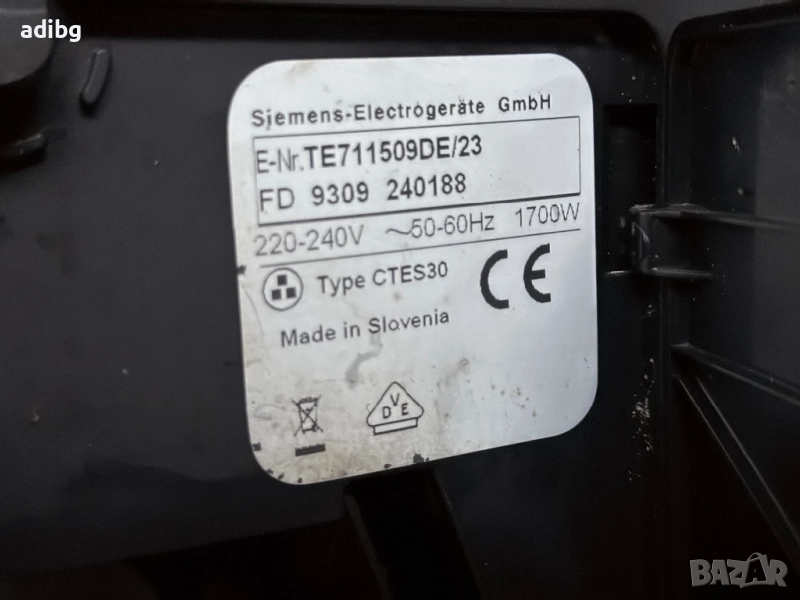 adibg
Siemens-Electrogeräte GmbH
E-Nr.TE711509DE/23
FD 9309 240188
220-240V ~50-60Hz 1700W
Type CTES30
CE
Made in Slovenia
VDE
BAZAR